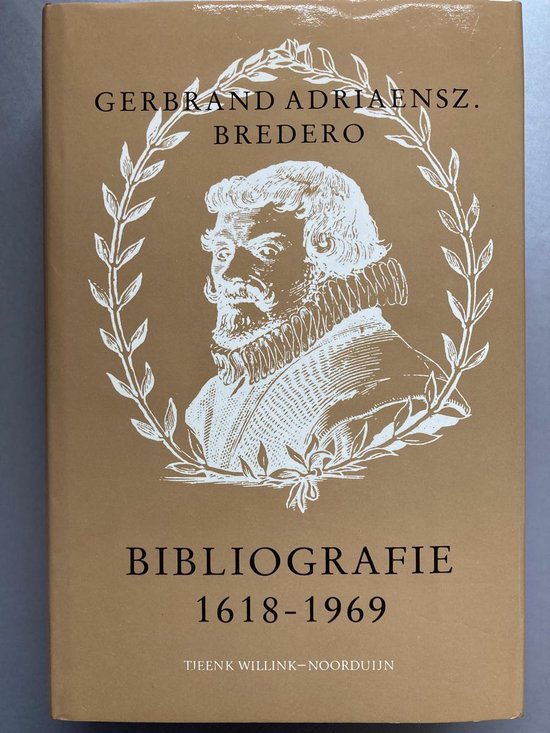 GERBRAND ADRIAENSZ.
BREDERO
BIBLIOGRAFIE
1618-1969
TJEENK WILLINK–NOORDUIJN